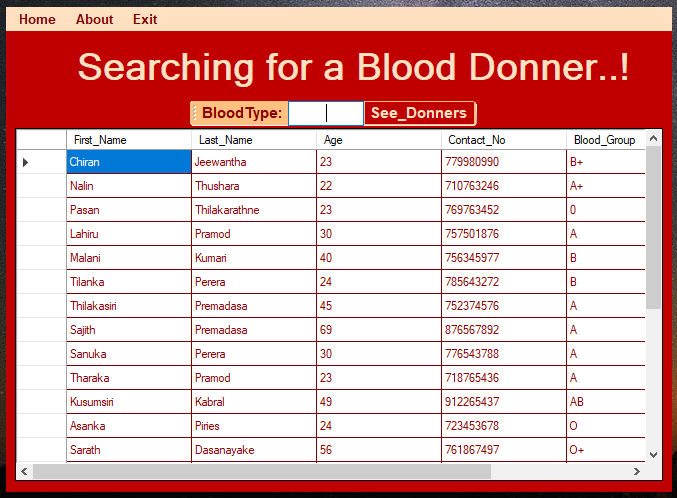 Home About Exit
Searching for a Blood Donner..!
BloodType: See_Donners
First_Name Last_Name Age Contact_No Blood_Group
Chiran Jeewantha 23 779980990 B+
Nalin Thushara 22 710763246 A+
Pasan Thilakarathne 23 769763452 0
Lahiru Pramod 30 757501876 A
Malani Kumari 40 756345977 B
Tilanka Perera 24 785643272 B
Thilakasiri Premadasa 45 752374576 A
Sajith Premadasa 69 876567892 A
Sanuka Perera 30 776543788 A
Tharaka Pramod 23 718765436 A
Kusumsiri Kabral 49 912265437 AB
Asanka Piries 24 723453678 O
Sarath Dasanayake 56 761867497 O+